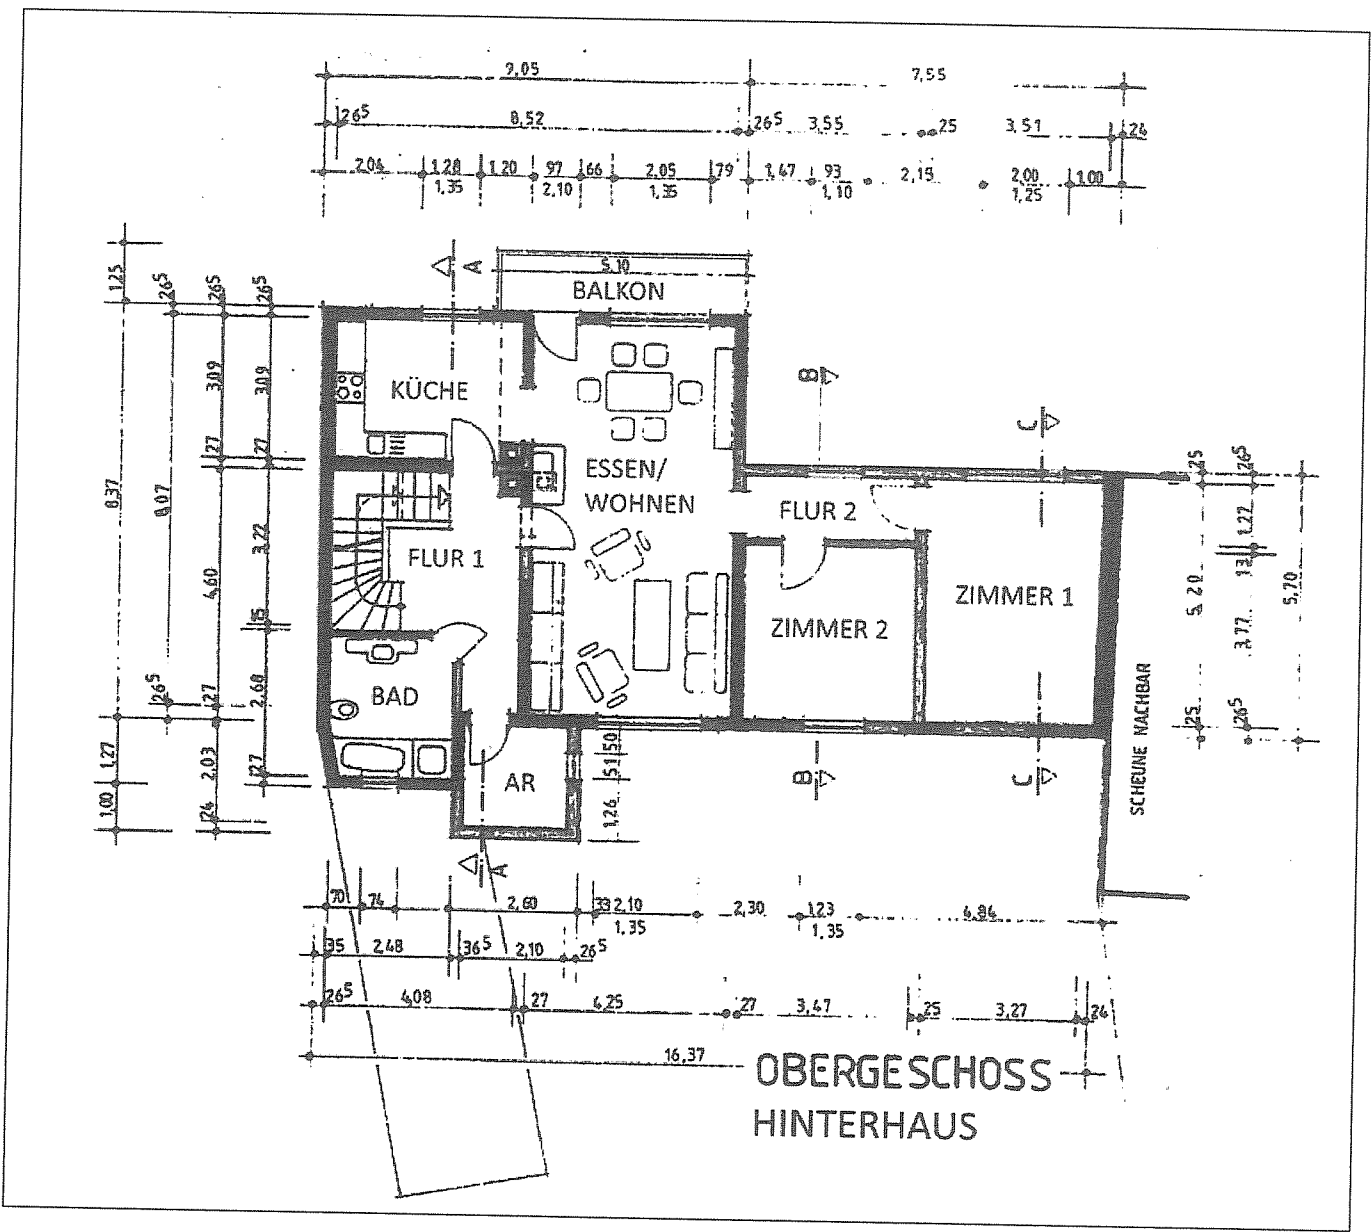 9,05 7,55
26⁵ 8,52 26⁵ 3,55 25 3,51 24
2,04 1,28 1,20 97 66 2,05 79 1,47 93 2,15 2,00 1,00
1,35 2,10 1,35 1,10 1,25
A
5,10
BALKON
1,25 26⁵ 26⁵ 26⁵
B
KÜCHE
3,09 3,09
C
27 27
ESSEN/
WOHNEN
25 26⁵
8,37 8,07
FLUR 2
1,27
FLUR 1
3,22
4,60
13
5,20 5,70
ZIMMER 1
15
ZIMMER 2
3,77
BAD
26⁵ 27 2,68
25 26⁵
SCHEUNE NACHBAR
1,27 2,03 27
51 50
AR
B
C
1,00 24
1,26
A
70 74 2,60 33 2,10 2,30 1,23 4,84
1,35 1,35
35 2,48 36⁵ 2,10 26⁵
26⁵ 4,08 27 4,25 27 3,47 25 3,27 24
16,37
OBERGESCHOSS
HINTERHAUS